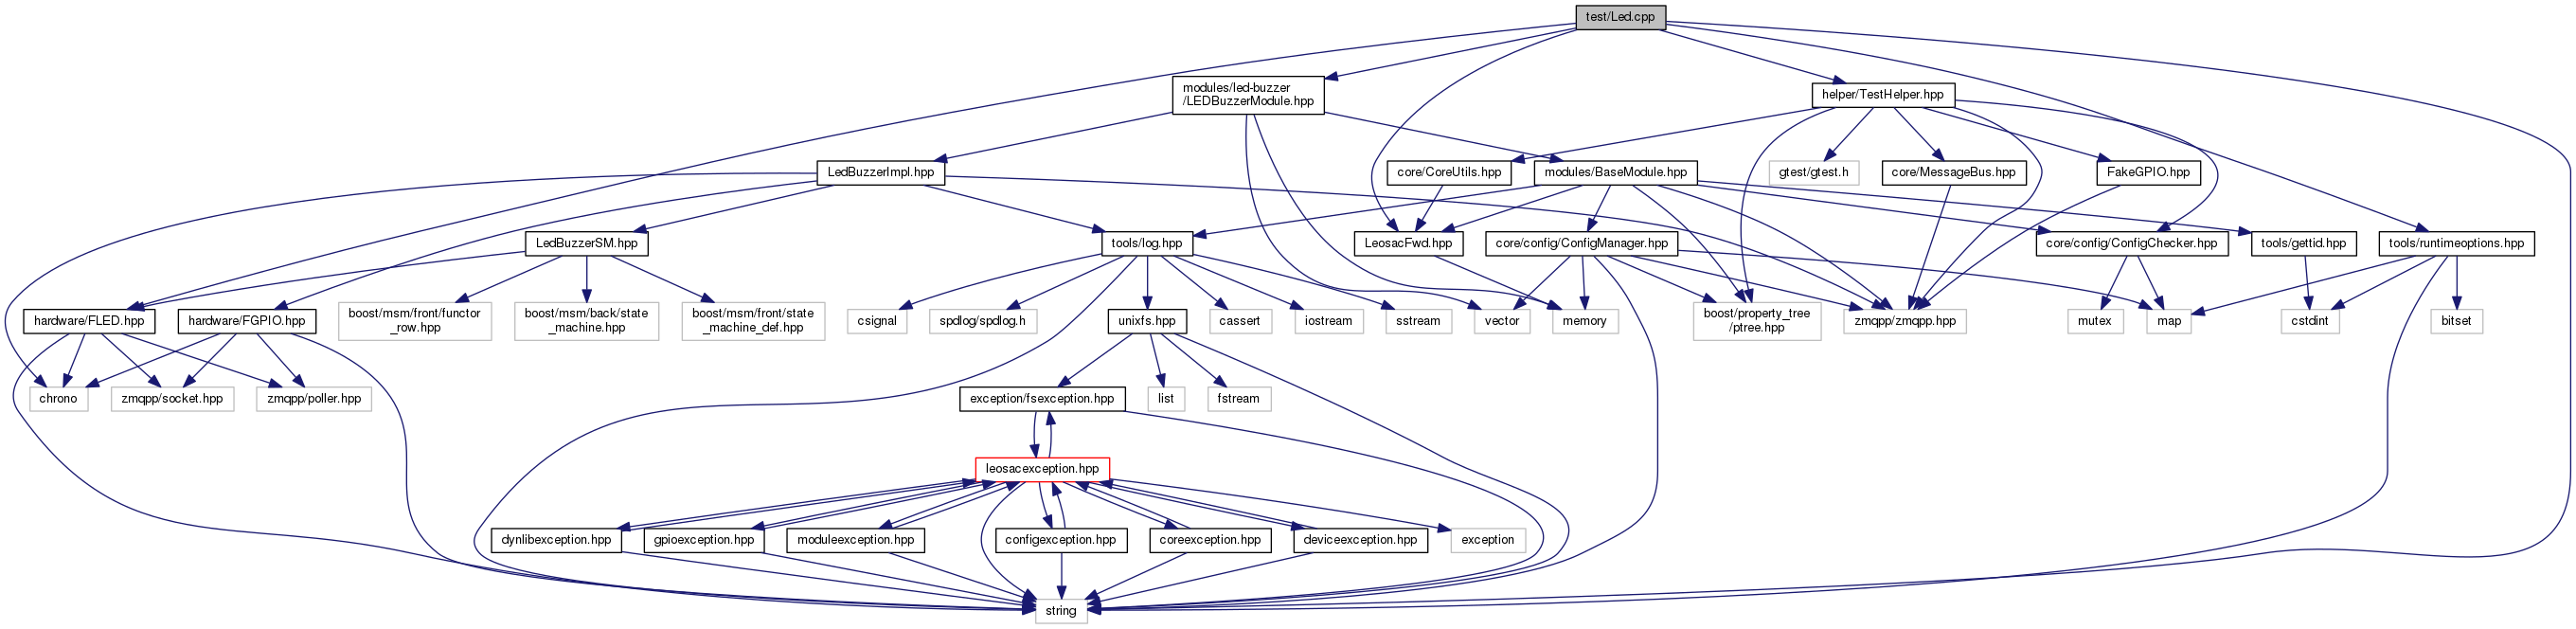 test/Led.cpp
modules/led-buzzer
/LEDBuzzerModule.hpp
helper/TestHelper.hpp
LedBuzzerImpl.hpp
core/CoreUtils.hpp
modules/BaseModule.hpp
gtest/gtest.h
core/MessageBus.hpp
FakeGPIO.hpp
LedBuzzerSM.hpp
tools/log.hpp
LeosacFwd.hpp
core/config/ConfigManager.hpp
core/config/ConfigChecker.hpp
tools/gettid.hpp
tools/runtimeoptions.hpp
hardware/FLED.hpp
hardware/FGPIO.hpp
boost/msm/front/functor
_row.hpp
boost/msm/back/state
_machine.hpp
boost/msm/front/state
_machine_def.hpp
csignal
spdlog/spdlog.h
unixfs.hpp
cassert
iostream
sstream
vector
memory
boost/property_tree
/ptree.hpp
zmqpp/zmqpp.hpp
mutex
map
cstdint
bitset
chrono
zmqpp/socket.hpp
zmqpp/poller.hpp
exception/fsexception.hpp
list
fstream
leosacexception.hpp
dynlibexception.hpp
gpioexception.hpp
moduleexception.hpp
configexception.hpp
coreexception.hpp
deviceexception.hpp
exception
string